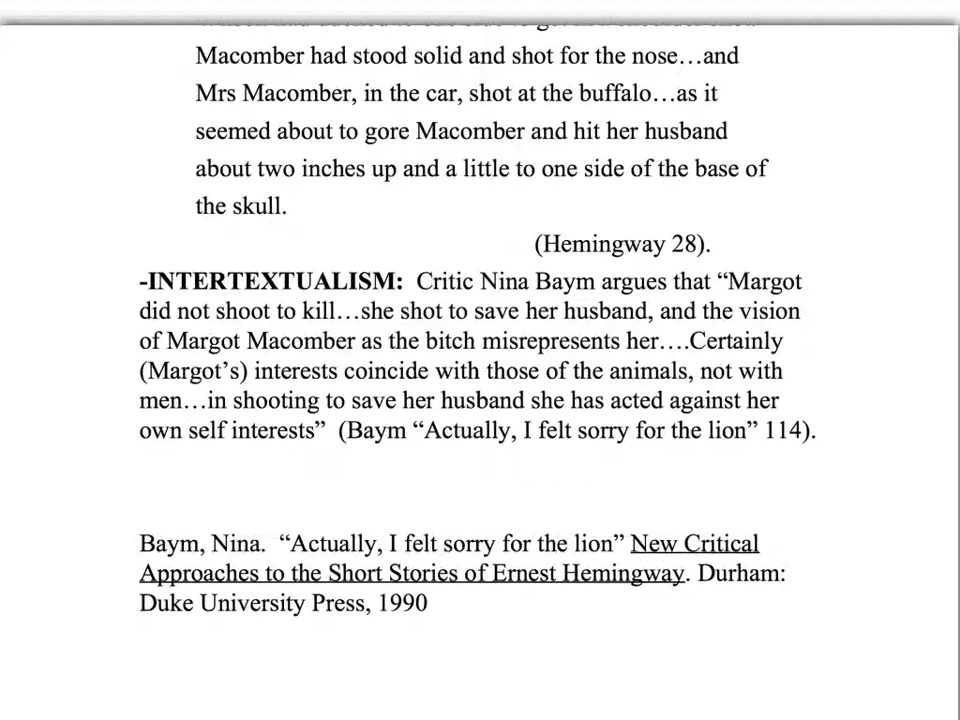 Macomber had stood solid and shot for the nose…and
Mrs Macomber, in the car, shot at the buffalo…as it
seemed about to gore Macomber and hit her husband
about two inches up and a little to one side of the base of
the skull.
(Hemingway 28).
-INTERTEXTUALISM:  Critic Nina Baym argues that “Margot
did not shoot to kill…she shot to save her husband, and the vision
of Margot Macomber as the bitch misrepresents her….Certainly
(Margot’s) interests coincide with those of the animals, not with
men…in shooting to save her husband she has acted against her
own self interests”  (Baym “Actually, I felt sorry for the lion” 114).
Baym, Nina.  “Actually, I felt sorry for the lion” New Critical
Approaches to the Short Stories of Ernest Hemingway. Durham:
Duke University Press, 1990